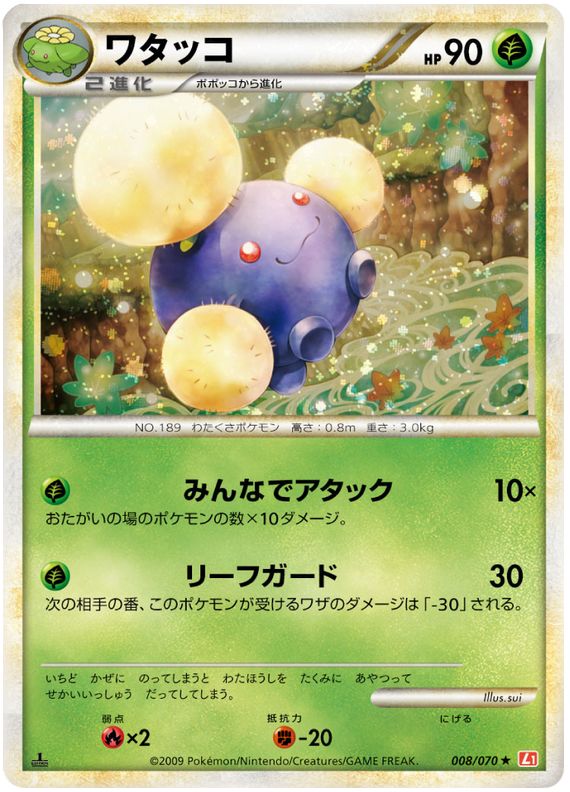 ワタッコ HP90
2進化 ポポッコから進化
NO.189 わたくさポケモン 高さ:0.8m 重さ:3.0kg
みんなでアタック 10×
おたがいの場のポケモンの数×10ダメージ。
リーフガード 30
次の相手の番、このポケモンが受けるワザのダメージは「-30」される。
いちど かぜに のってしまうと わたほうしを たくみに あやつって
せかいいっしゅう だってしてしまう。
Illus.sui
弱点 抵抗力 にげる
×2 -20
1 EDITION ©2009 Pokémon/Nintendo/Creatures/GAME FREAK. 008/070 ★ L1